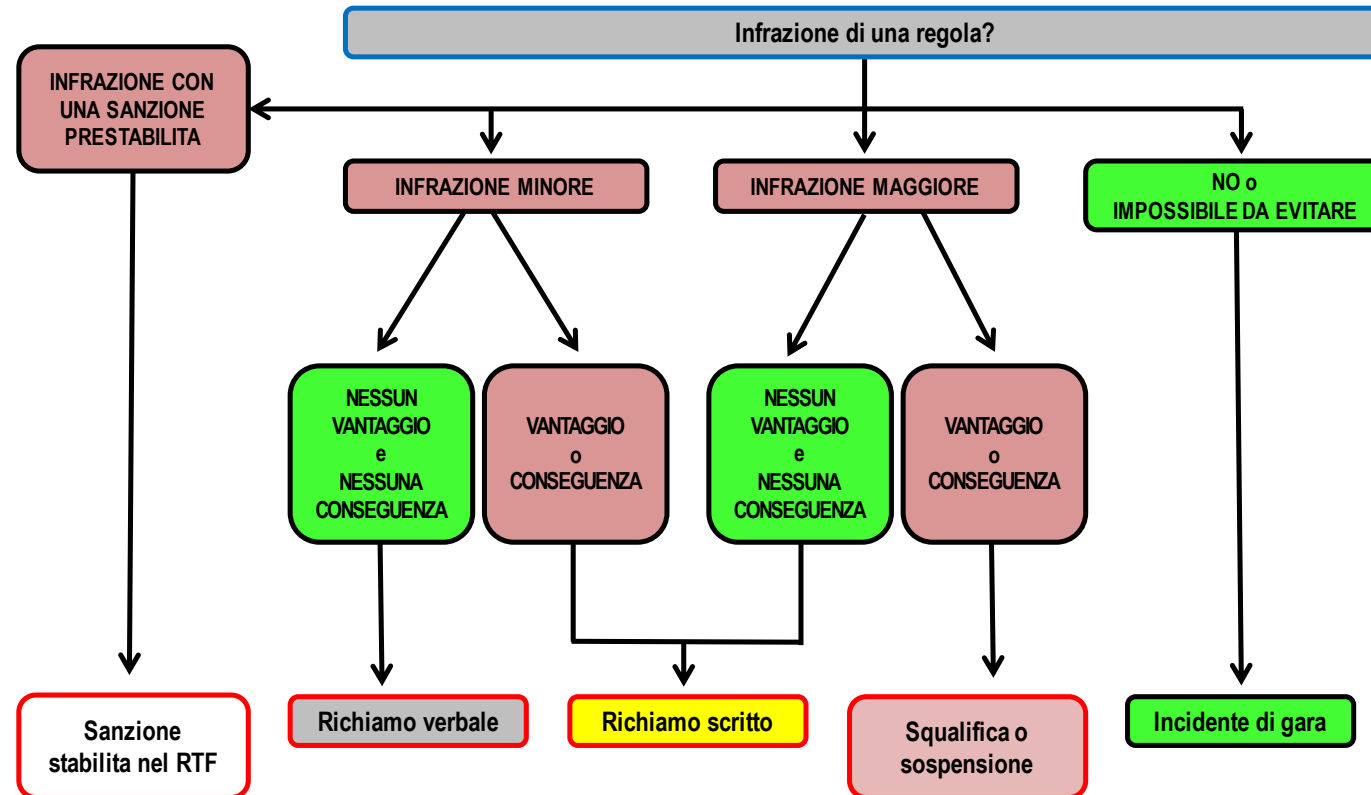 Infrazione di una regola?
INFRAZIONE CON
UNA SANZIONE
PRESTABILITA
INFRAZIONE MINORE
INFRAZIONE MAGGIORE
NO o
IMPOSSIBILE DA EVITARE
NESSUN
VANTAGGIO
e
NESSUNA
CONSEGUENZA
VANTAGGIO
o
CONSEGUENZA
NESSUN
VANTAGGIO
e
NESSUNA
CONSEGUENZA
VANTAGGIO
o
CONSEGUENZA
Sanzione
stabilita nel RTF
Richiamo verbale
Richiamo scritto
Squalifica o
sospensione
Incidente di gara